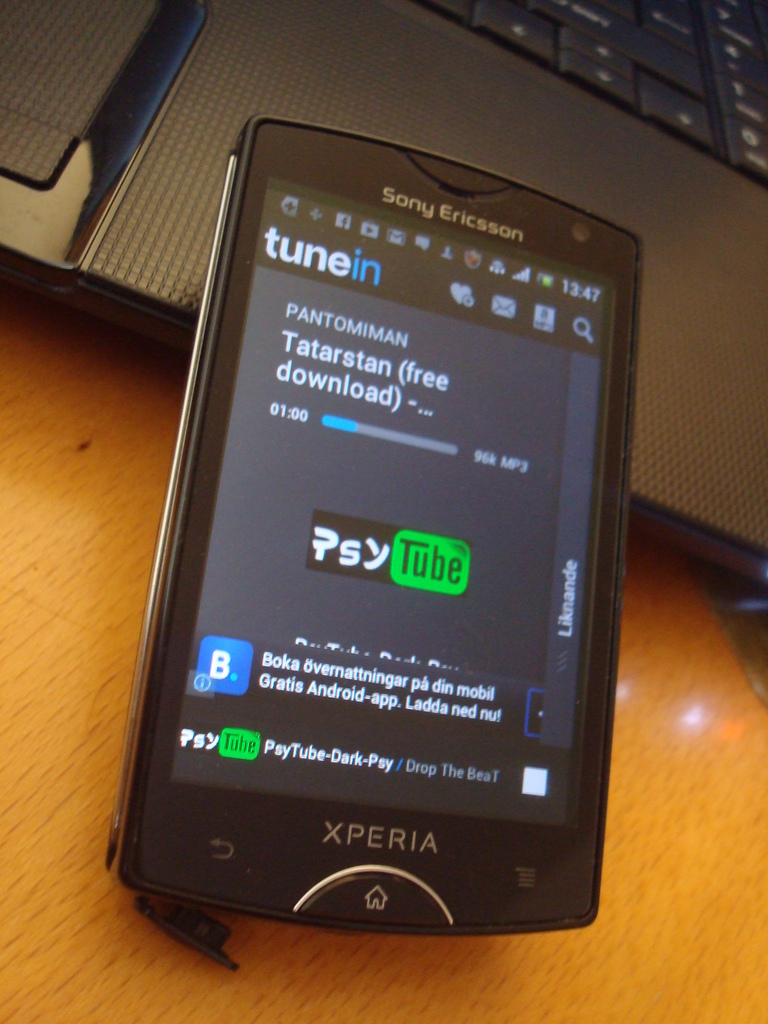 Sony Ericsson
13:47
tunein
PANTOMIMAN
Tatarstan (free
download) -...
01:00
96k MP3
PsyTube
Liknande
B.
Boka övernattningar på din mobil
Gratis Android-app. Ladda ned nu!
PsyTube PsyTube-Dark-Psy / Drop The BeaT
XPERIA